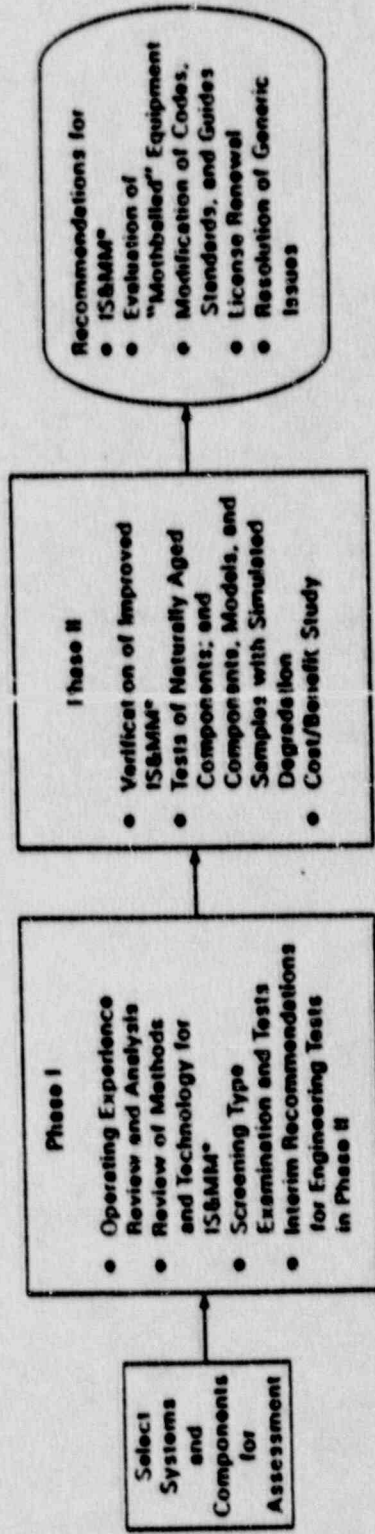 Select
Systems
and
Components
for
Assessment
Phase I
• Operating Experience
Review and Analysis
• Review of Methods
and Technology for
IS&MM*
• Screening Type
Examination and Tests
• Interim Recommendations
for Engineering Tests
in Phase II
Phase II
• Verification of Improved
IS&MM*
• Tests of Naturally Aged
Components; and
Components, Models, and
Samples with Simulated
Degradation
• Cost/Benefit Study
Recommendations for
• IS&MM*
• Evaluation of
"Mothballed" Equipment
• Modification of Codes,
Standards, and Guides
• License Renewal
• Resolution of Generic
Issues